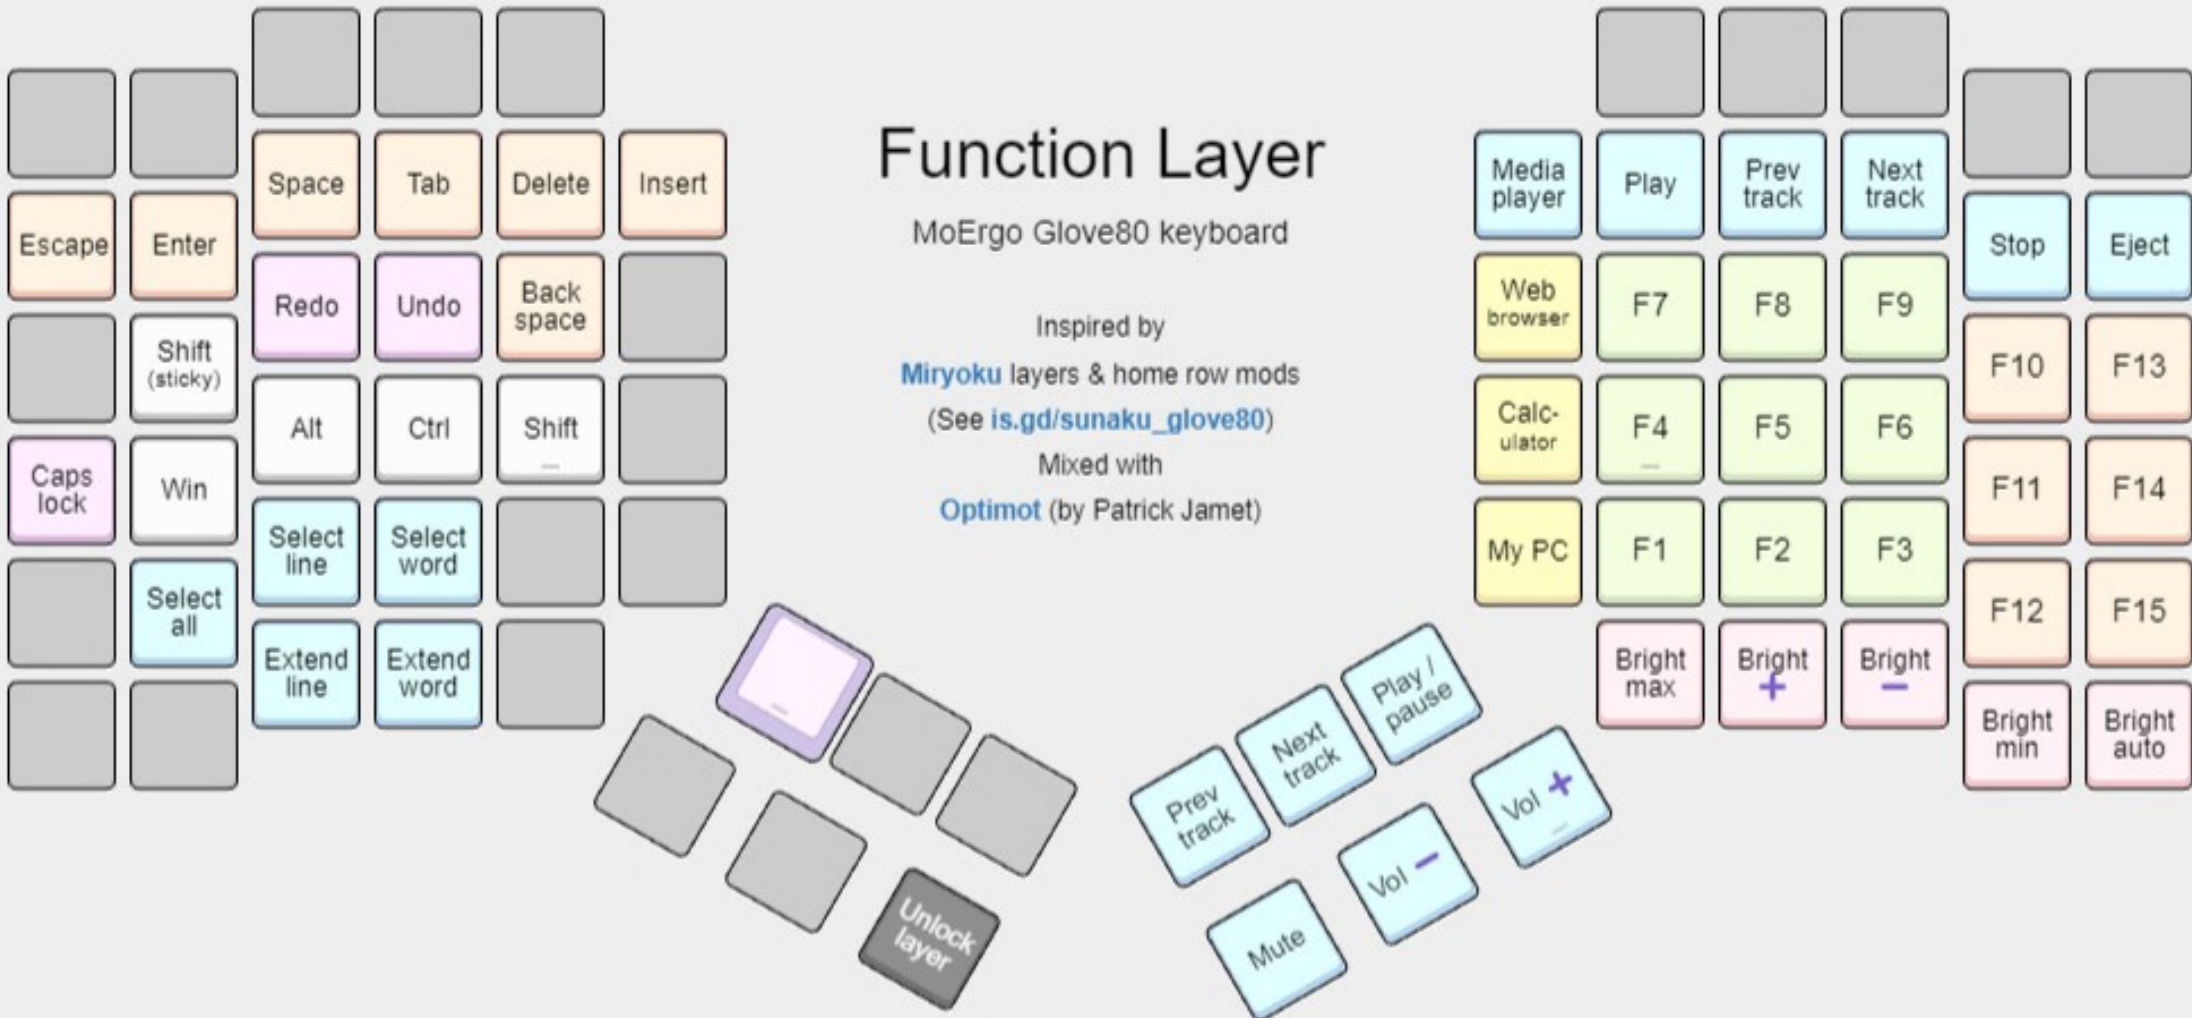 Function Layer
MoErgo Glove80 keyboard
Inspired by
Miryoku layers & home row mods
(See is.gd/sunaku_glove80)
Mixed with
Optimot (by Patrick Jamet)
Space
Tab
Delete
Insert
Escape
Enter
Redo
Undo
Back
space
Shift
(sticky)
Alt
Ctrl
Shift
Caps
lock
Win
Select
line
Select
word
Select
all
Extend
line
Extend
word
Unlock
layer
Media
player
Play
Prev
track
Next
track
Stop
Eject
Web
browser
F7
F8
F9
F10
F13
Calc-
ulator
F4
F5
F6
F11
F14
My PC
F1
F2
F3
F12
F15
Bright
max
Bright
+
Bright
−
Bright
min
Bright
auto
Prev
track
Next
track
Play /
pause
Mute
Vol −
Vol +